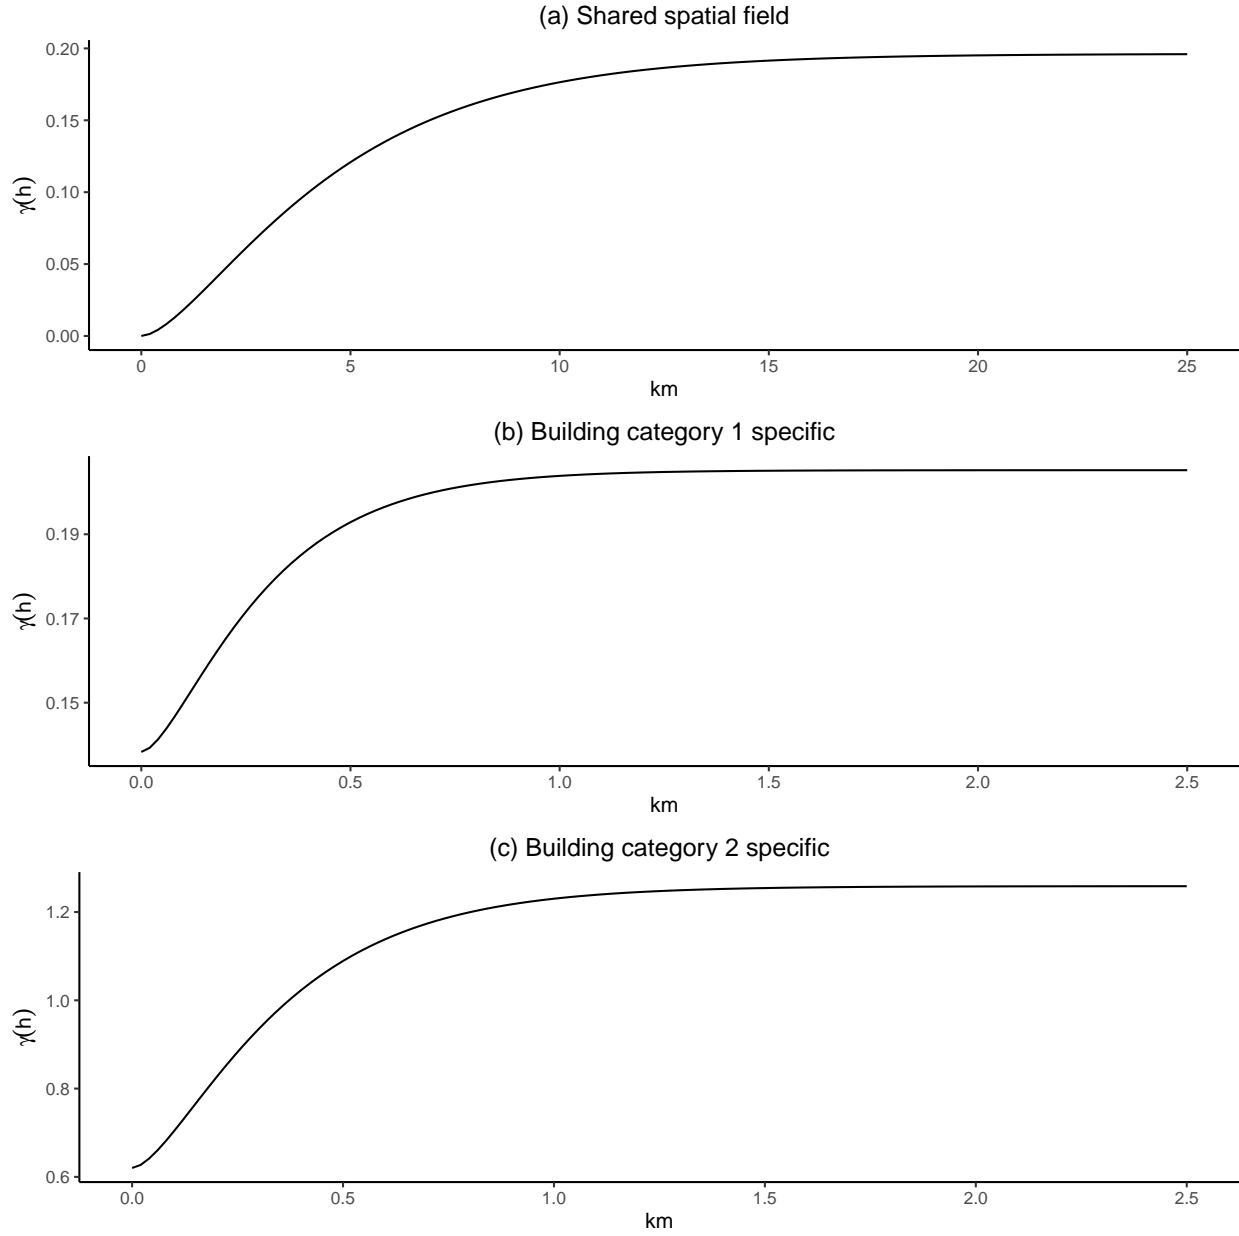 (a) Shared spatial field
0.20
0.15
0.10
0.05
0.00
γ(h)
0 5 10 15 20 25
km
(b) Building category 1 specific
0.19
0.17
0.15
γ(h)
0.0 0.5 1.0 1.5 2.0 2.5
km
(c) Building category 2 specific
1.2
1.0
0.8
0.6
γ(h)
0.0 0.5 1.0 1.5 2.0 2.5
km